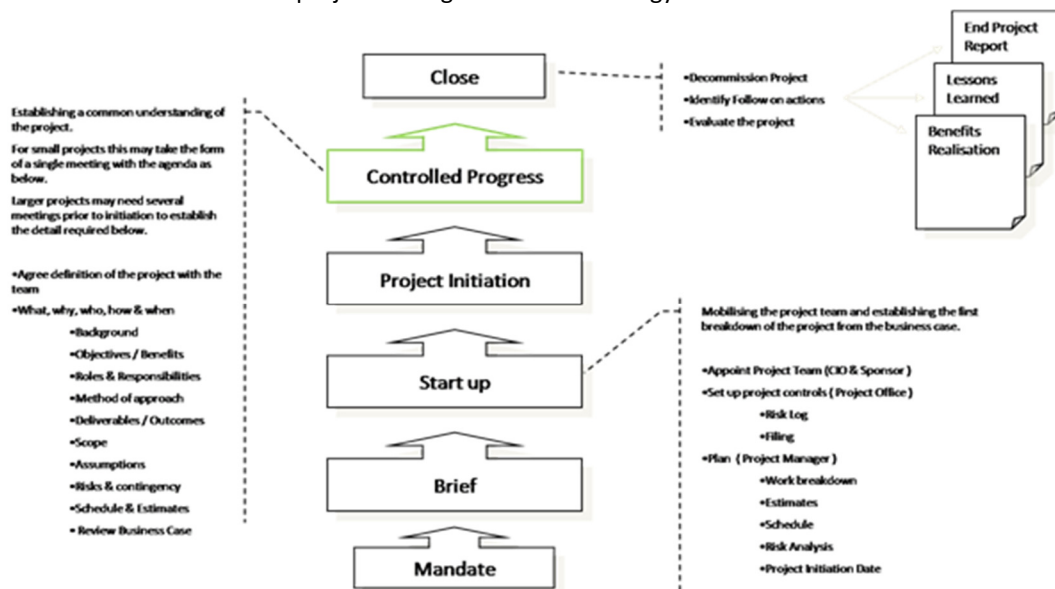 Close
Controlled Progress
Project Initiation
Start up
Brief
Mandate
Establishing a common understanding of
the project.
For small projects this may take the form
of a single meeting with the agenda as
below.
Larger projects may need several
meetings prior to initiation to establish
the detail required below.
•Agree definition of the project with the
team
•What, why, who, how & when
•Background
•Objectives / Benefits
•Roles & Responsibilities
•Method of approach
•Deliverables / Outcomes
•Scope
•Assumptions
•Risks & contingency
•Schedule & Estimates
• Review Business Case
•Decommission Project
•Identify Follow on actions
•Evaluate the project
End Project
Report
Lessons
Learned
Benefits
Realisation
Mobilising the project team and establishing the first
breakdown of the project from the business case.
•Appoint Project Team (CIO & Sponsor )
•Set up project controls ( Project Office )
•Risk Log
•Filing
•Plan ( Project Manager )
•Work breakdown
•Estimates
•Schedule
•Risk Analysis
•Project Initiation Date